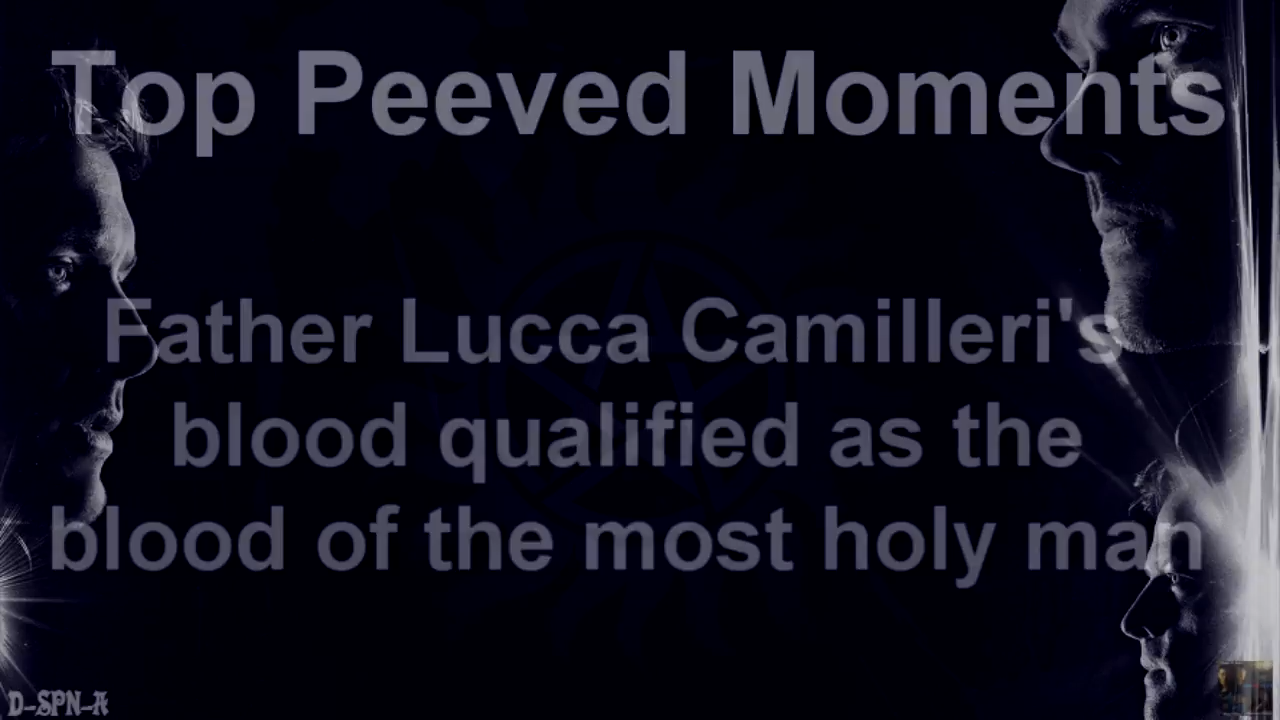 Top Peeved Moments
Father Lucca Camilleri's
blood qualified as the
blood of the most holy man
D-SPN-A